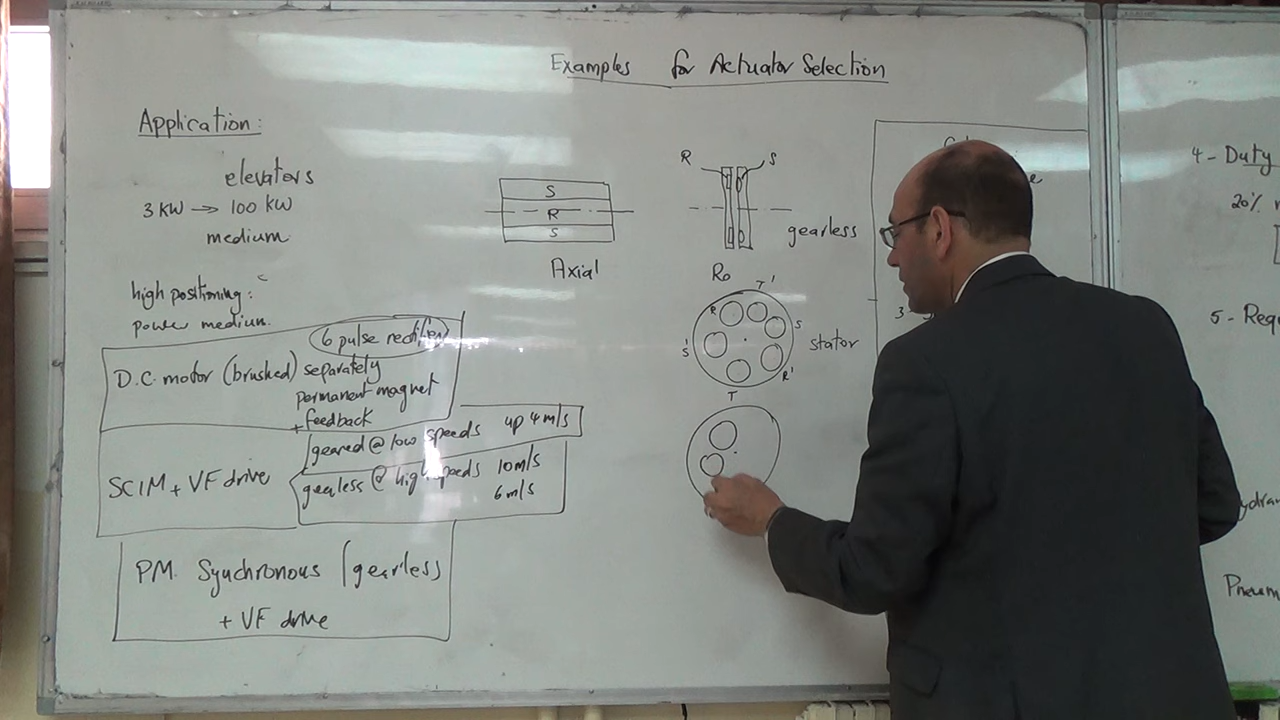 Examples for Actuator Selection
Application:
elevators
3 KW → 100 KW
medium
high positioning:
power medium.
6 pulse rectifier
D.C. motor (brushed) separately
permanent magnet
+ feedback
geared @ low speeds up 4 m/s
SCIM + VF drive
gearless @ high speeds 10 m/s
6 m/s
PM. Synchronous (gearless)
+ VF drive
S
R
S
Axial
R
S
gearless
Ro
T'
R
S
S'
stator
R'
T
4 - Duty
20%
5 - Requ
Pneum